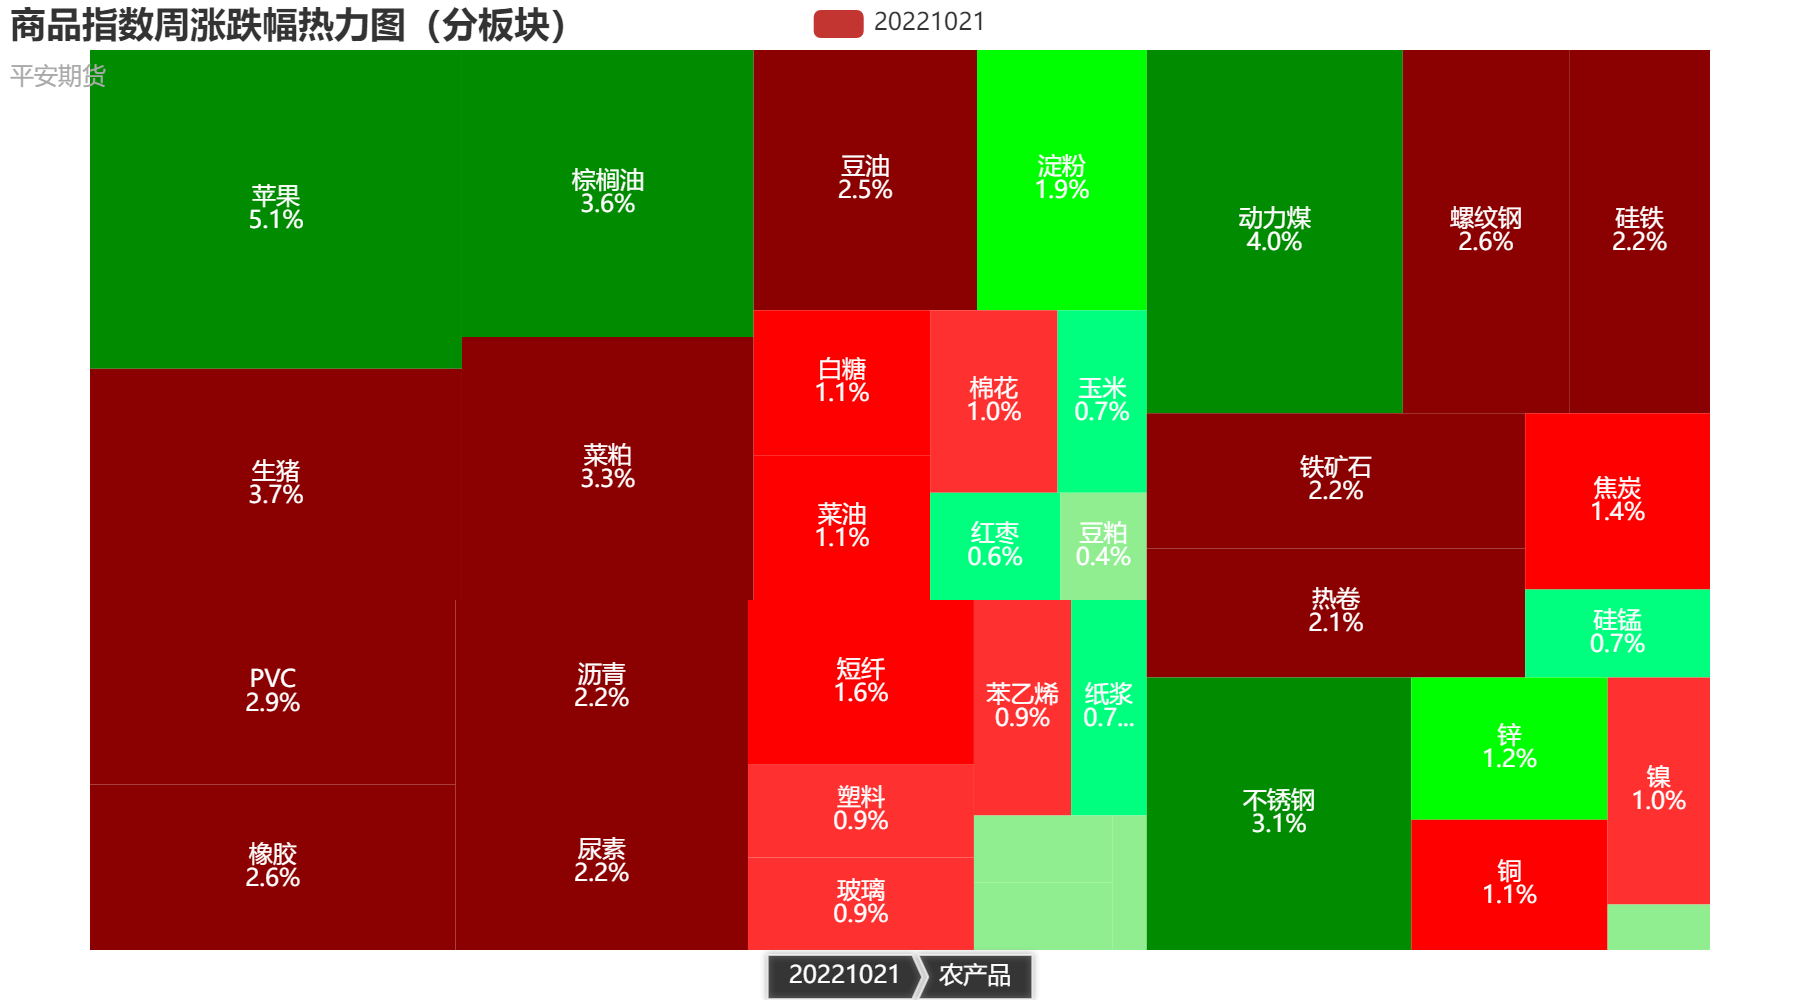 商品指数周涨跌幅热力图（分板块）
20221021
平安期货
苹果
5.1%
棕榈油
3.6%
豆油
2.5%
淀粉
1.9%
动力煤
4.0%
螺纹钢
2.6%
硅铁
2.2%
生猪
3.7%
菜粕
3.3%
白糖
1.1%
棉花
1.0%
玉米
0.7%
菜油
1.1%
红枣
0.6%
豆粕
0.4%
铁矿石
2.2%
焦炭
1.4%
热卷
2.1%
硅锰
0.7%
PVC
2.9%
沥青
2.2%
短纤
1.6%
苯乙烯
0.9%
纸浆
0.7...
橡胶
2.6%
尿素
2.2%
塑料
0.9%
玻璃
0.9%
不锈钢
3.1%
锌
1.2%
镍
1.0%
铜
1.1%
20221021
农产品